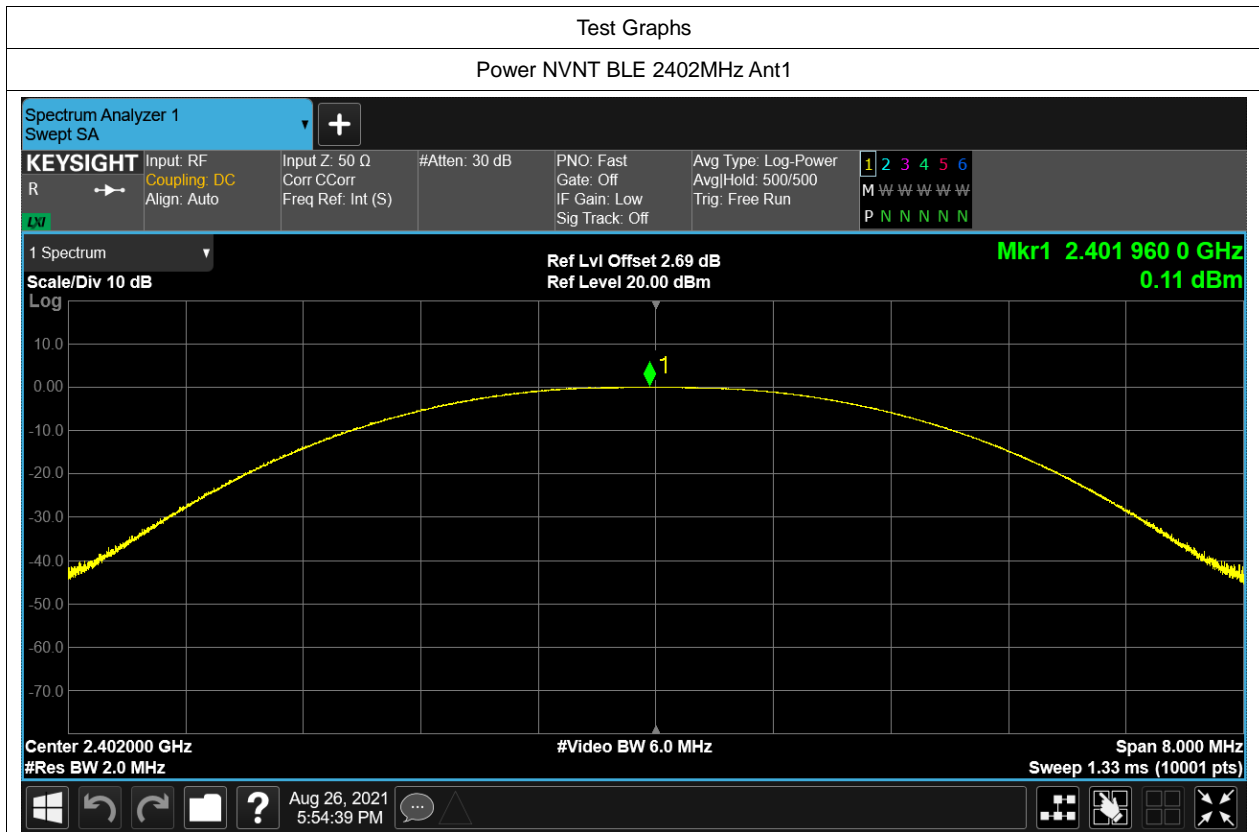 Test Graphs
Power NVNT BLE 2402MHz Ant1
Spectrum Analyzer 1
Swept SA
KEYSIGHT
R
LXI
Input: RF
Coupling: DC
Align: Auto
Input Z: 50 Ω
Corr CCorr
Freq Ref: Int (S)
#Atten: 30 dB
PNO: Fast
Gate: Off
IF Gain: Low
Sig Track: Off
Avg Type: Log-Power
Avg|Hold: 500/500
Trig: Free Run
1 2 3 4 5 6
M W W W W W W
P N N N N N
1 Spectrum
Scale/Div 10 dB
Log
Ref Lvl Offset 2.69 dB
Ref Level 20.00 dBm
Mkr1 2.401 960 0 GHz
0.11 dBm
1
10.0
0.00
-10.0
-20.0
-30.0
-40.0
-50.0
-60.0
-70.0
Center 2.402000 GHz
#Res BW 2.0 MHz
#Video BW 6.0 MHz
Span 8.000 MHz
Sweep 1.33 ms (10001 pts)
?
Aug 26, 2021
5:54:39 PM